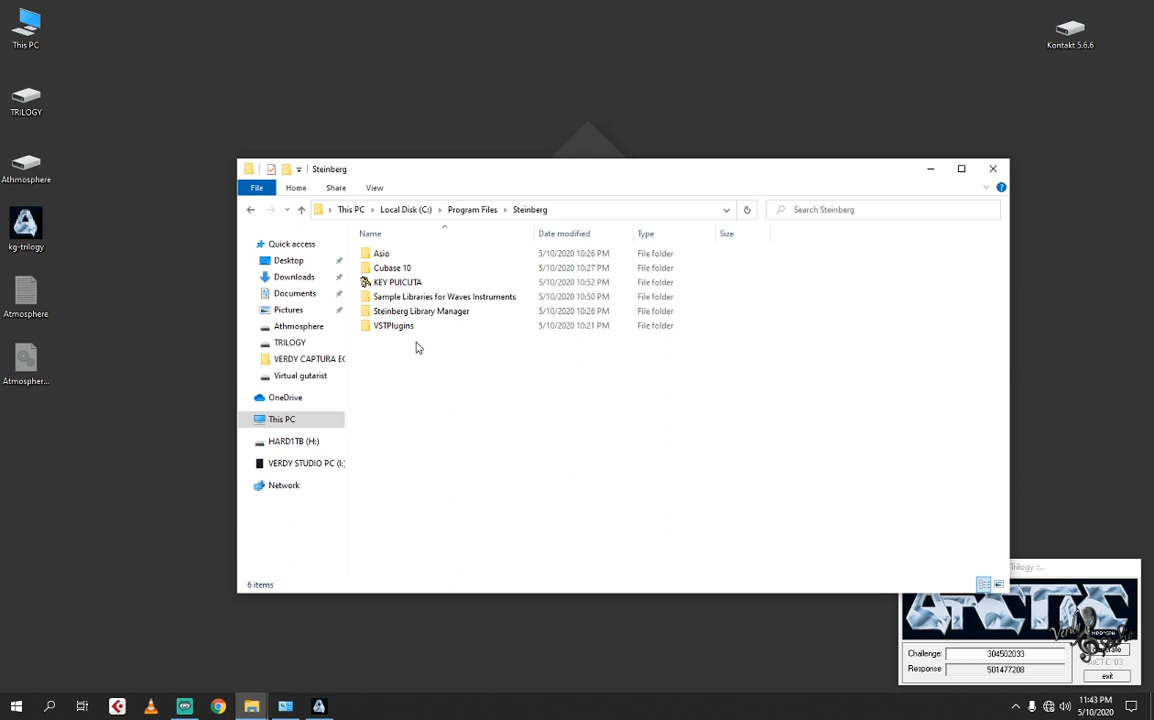 This PC
TRILOGY
Athmosphere
kg-trilogy
Atmosphere
Atmospher...
Kontakt 5.6.6
Steinberg
File Home Share View
This PC Local Disk (C:) Program Files Steinberg
Search Steinberg
Name Date modified Type Size
Quick access
Desktop
Downloads
Documents
Pictures
Athmosphere
TRILOGY
VERDY CAPTURA EC
Virtual gutarist
OneDrive
This PC
HARD1TB (H:)
VERDY STUDIO PC (I:)
Network
Asio 5/10/2020 10:26 PM File folder
Cubase 10 5/10/2020 10:27 PM File folder
KEY PUICUTA 5/10/2020 10:52 PM File folder
Sample Libraries for Waves Instruments 5/10/2020 10:50 PM File folder
Steinberg Library Manager 5/10/2020 10:26 PM File folder
VSTPlugins 5/10/2020 10:21 PM File folder
6 items
Trilogy ::..
ARCTIC
Challenge: 304502033
Response 501477208
ArCTiC '03
exit
11:43 PM
5/10/2020